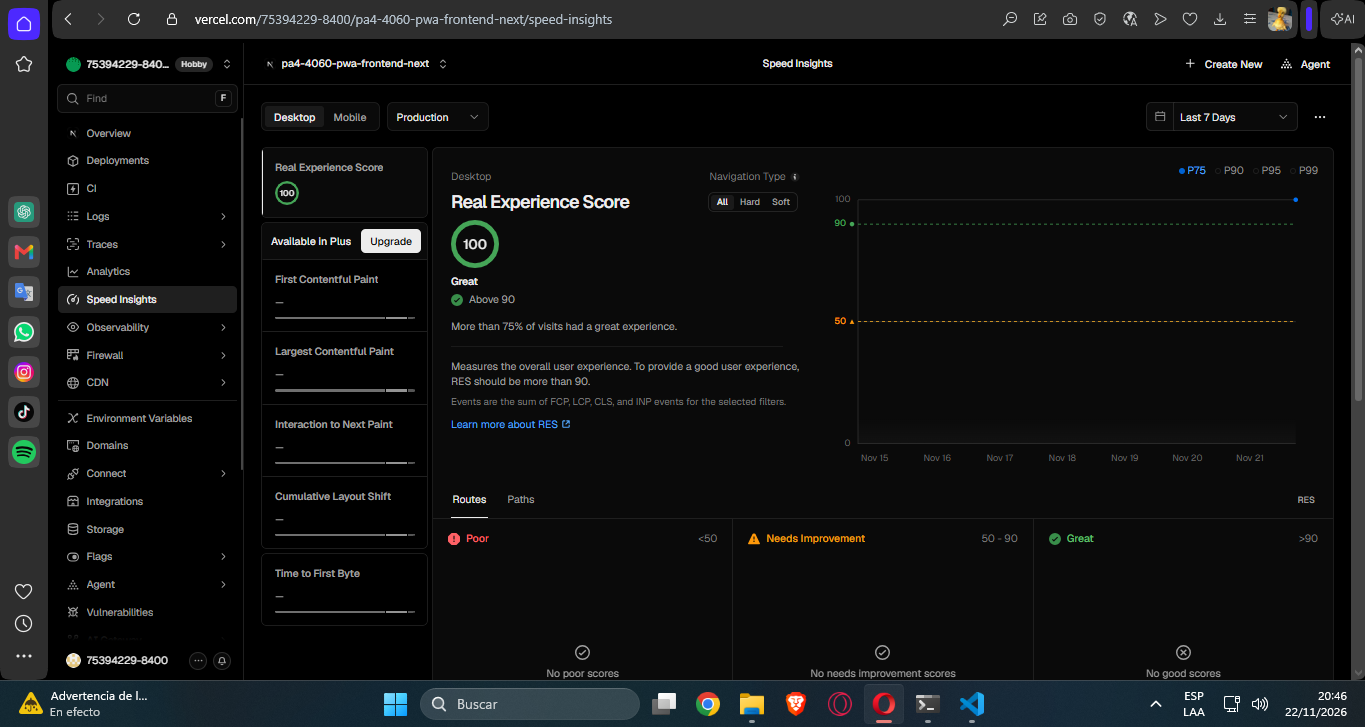 vercel.com/75394229-8400/pa4-4060-pwa-frontend-next/speed-insights
AI
75394229-840... Hobby
pa4-4060-pwa-frontend-next
Speed Insights
Create New
Agent
Find F
Overview
Deployments
CI
Logs
Traces
Analytics
Speed Insights
Observability
Firewall
CDN
Environment Variables
Domains
Connect
Integrations
Storage
Flags
Agent
Vulnerabilities
75394229-8400
Desktop Mobile Production
Last 7 Days
Real Experience Score
100
Available in Plus Upgrade
First Contentful Paint
—
Largest Contentful Paint
—
Interaction to Next Paint
—
Cumulative Layout Shift
—
Time to First Byte
—
Desktop
Real Experience Score
100
Great
Above 90
More than 75% of visits had a great experience.
Measures the overall user experience. To provide a good user experience,
RES should be more than 90.
Events are the sum of FCP, LCP, CLS, and INP events for the selected filters.
Learn more about RES
Navigation Type
All Hard Soft
P75 P90 P95 P99
100
90
50
0
Nov 15 Nov 16 Nov 17 Nov 18 Nov 19 Nov 20 Nov 21
Routes Paths RES
Poor <50
Needs Improvement 50 - 90
Great >90
No poor scores
No needs improvement scores
No good scores
Advertencia de l...
En efecto
Buscar
ESP
LAA
20:46
22/11/2026